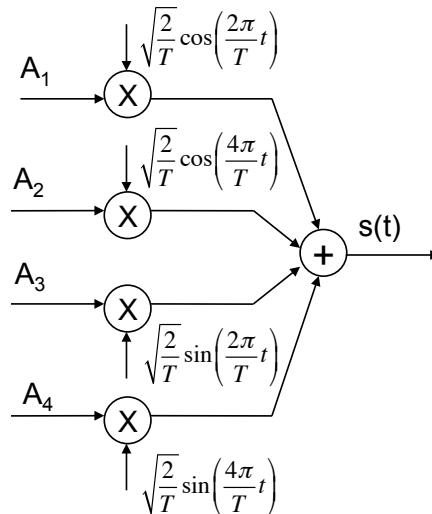 √(2/T) cos(2π/T t)
A₁
X
√(2/T) cos(4π/T t)
A₂
X
s(t)
+
A₃
X
√(2/T) sin(2π/T t)
A₄
X
√(2/T) sin(4π/T t)